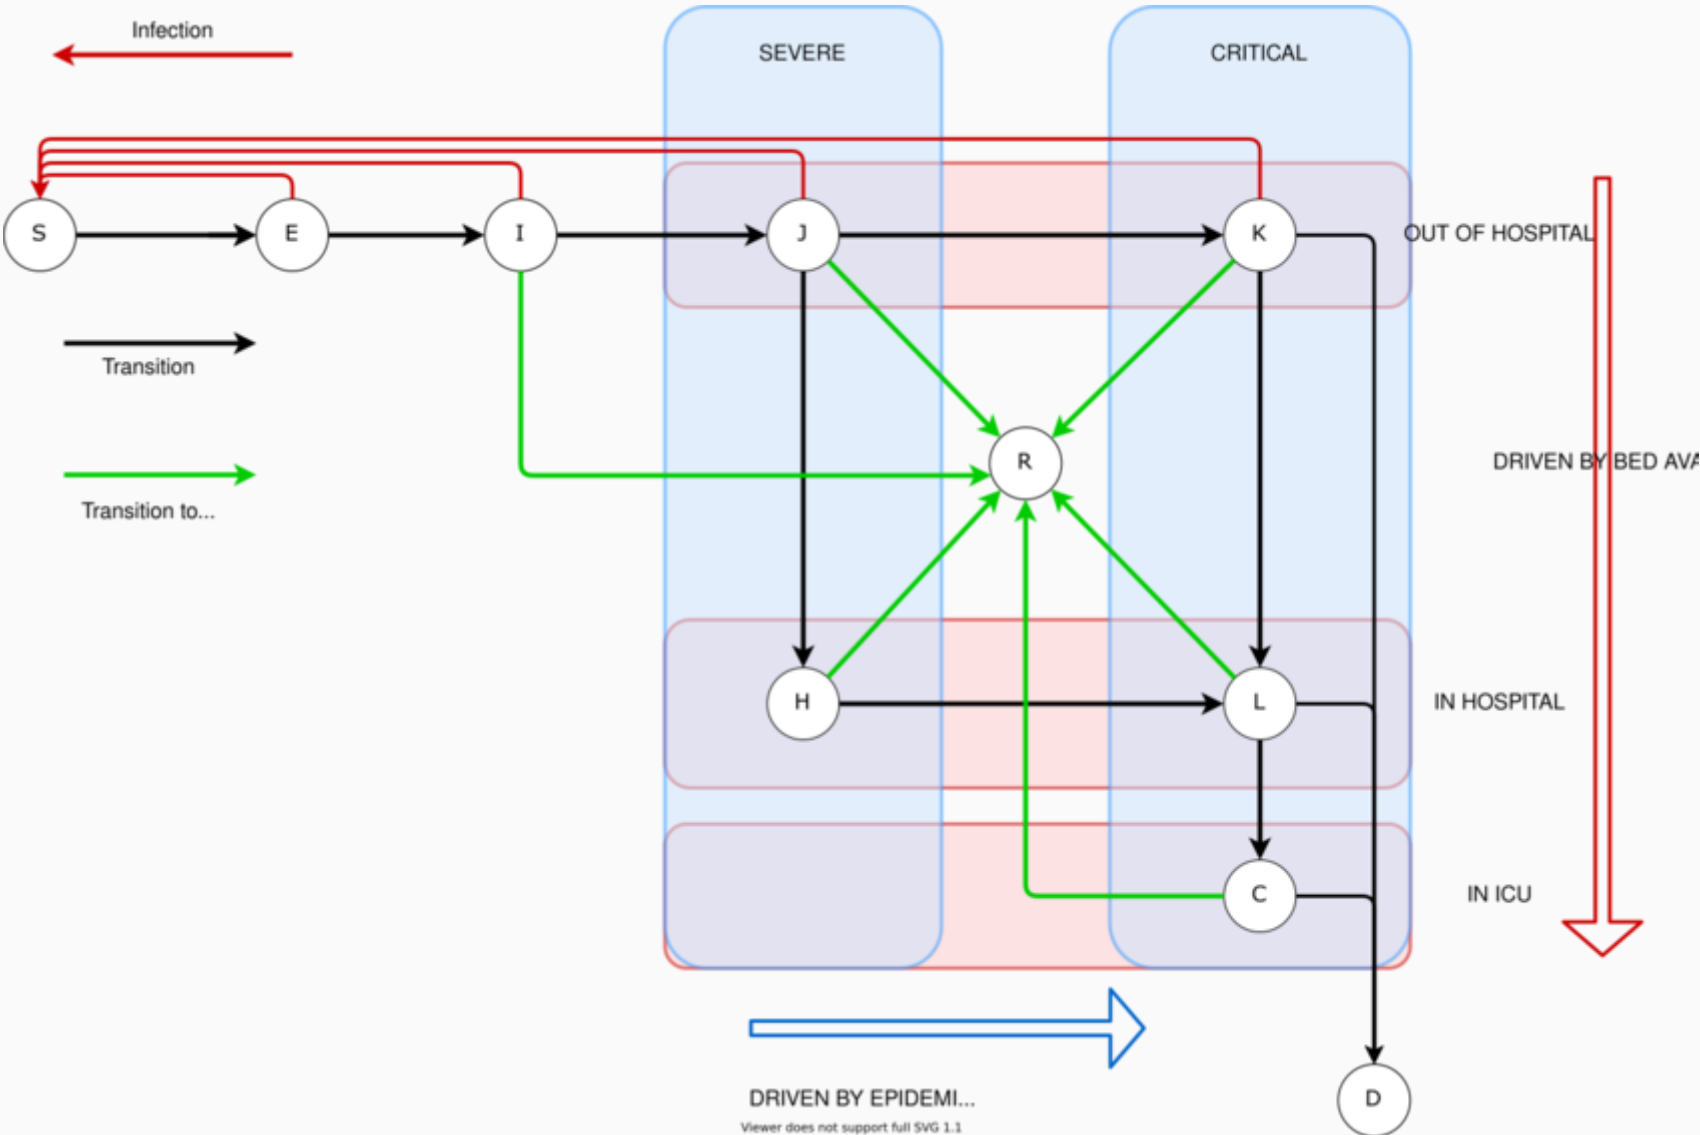 Infection
SEVERE
CRITICAL
S
E
I
J
K
OUT OF HOSPITAL
Transition
R
DRIVEN BY BED AVA
Transition to...
H
L
IN HOSPITAL
C
IN ICU
DRIVEN BY EPIDEMI...
D
Viewer does not support full SVG 1.1